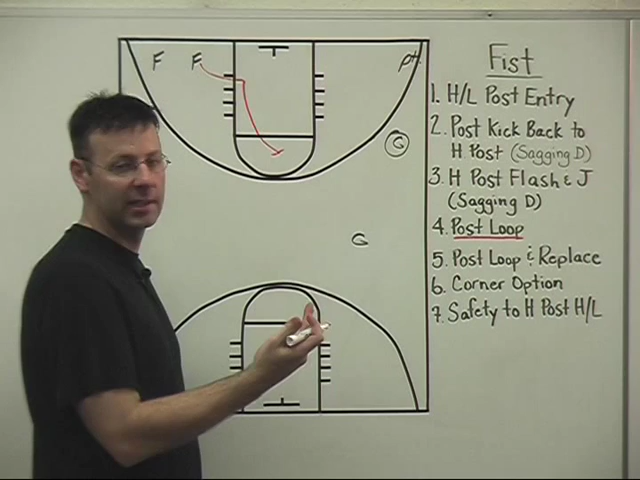 Fist
1. H/L Post Entry
2. Post Kick Back to
H Post (Sagging D)
3. H Post Flash & J
(Sagging D)
4. Post Loop
5. Post Loop & Replace
6. Corner Option
7. Safety to H Post H/L
F F pt.
G
G